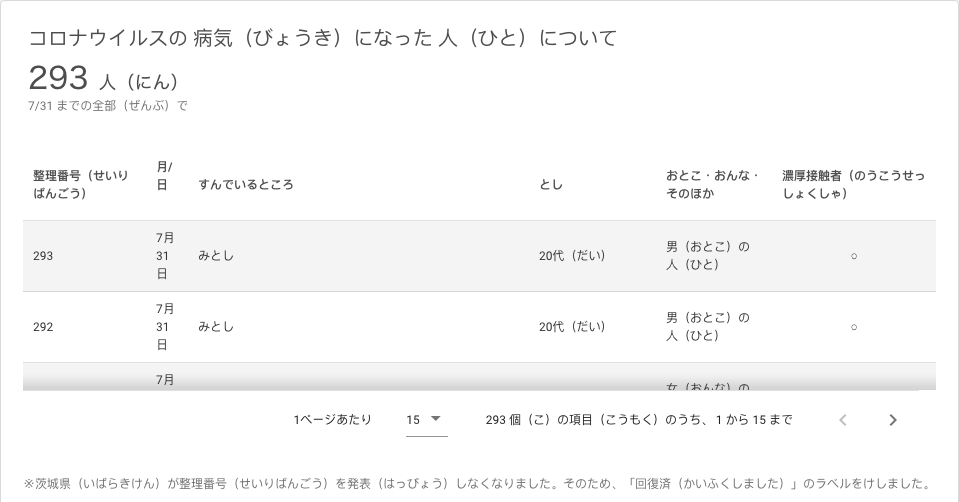 コロナウイルスの 病気（びょうき）になった 人（ひと）について
293 人（にん）
7/31 までの全部（ぜんぶ）で
整理番号（せいりばんごう） 月/日 すんでいるところ とし おとこ・おんな・そのほか 濃厚接触者（のうこうせっしょくしゃ）
293 7月31日 みとし 20代（だい） 男（おとこ）の人（ひと） ○
292 7月31日 みとし 20代（だい） 男（おとこ）の人（ひと） ○
7月 女（おんな）の
1ページあたり 15 293 個（こ）の項目（こうもく）のうち、1 から 15 まで
※茨城県（いばらきけん）が整理番号（せいりばんごう）を発表（はっぴょう）しなくなりました。そのため、「回復済（かいふくしました）」のラベルをけしました。